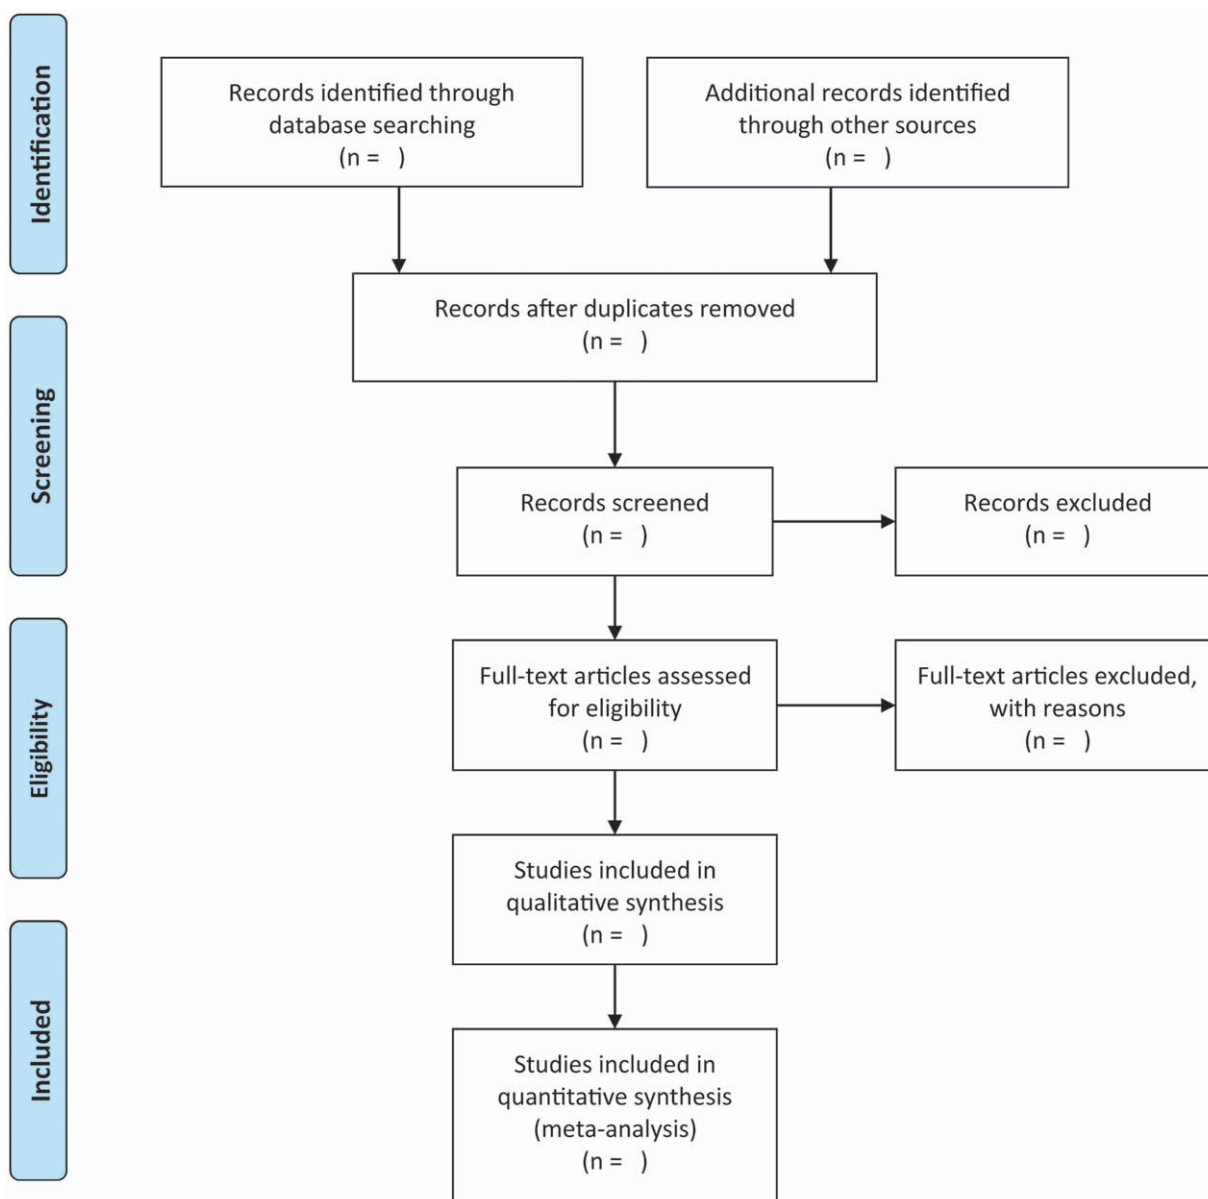 Identification
Records identified through
database searching
(n =   )
Additional records identified
through other sources
(n =   )
Records after duplicates removed
(n =   )
Screening
Records screened
(n =   )
Records excluded
(n =   )
Eligibility
Full-text articles assessed
for eligibility
(n =   )
Full-text articles excluded,
with reasons
(n =   )
Studies included in
qualitative synthesis
(n =   )
Included
Studies included in
quantitative synthesis
(meta-analysis)
(n =   )